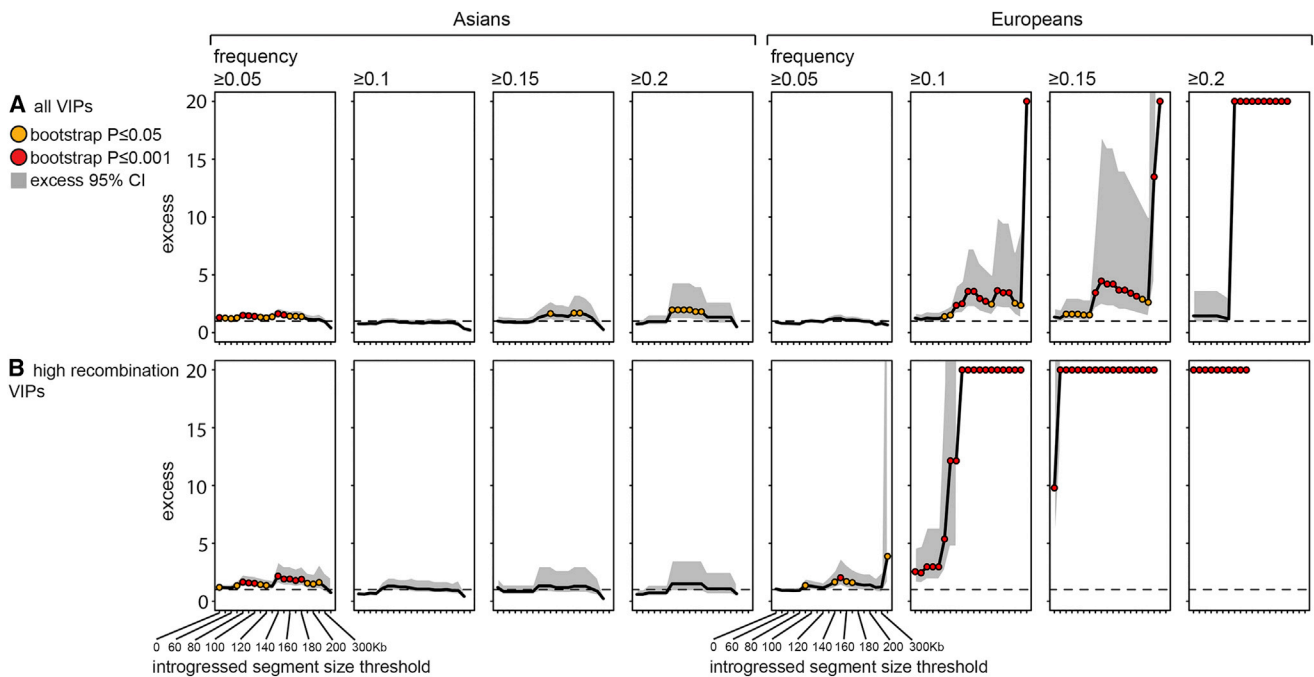 Asians Europeans
frequency frequency
≥0.05 ≥0.1 ≥0.15 ≥0.2 ≥0.05 ≥0.1 ≥0.15 ≥0.2
A all VIPs
bootstrap P≤0.05
bootstrap P≤0.001
excess 95% CI
20
15
10
5
0
excess
B high recombination
VIPs
20
15
10
5
0
excess
0 60 80 100 120 140 160 180 200 300Kb 0 60 80 100 120 140 160 180 200 300Kb
introgressed segment size threshold introgressed segment size threshold